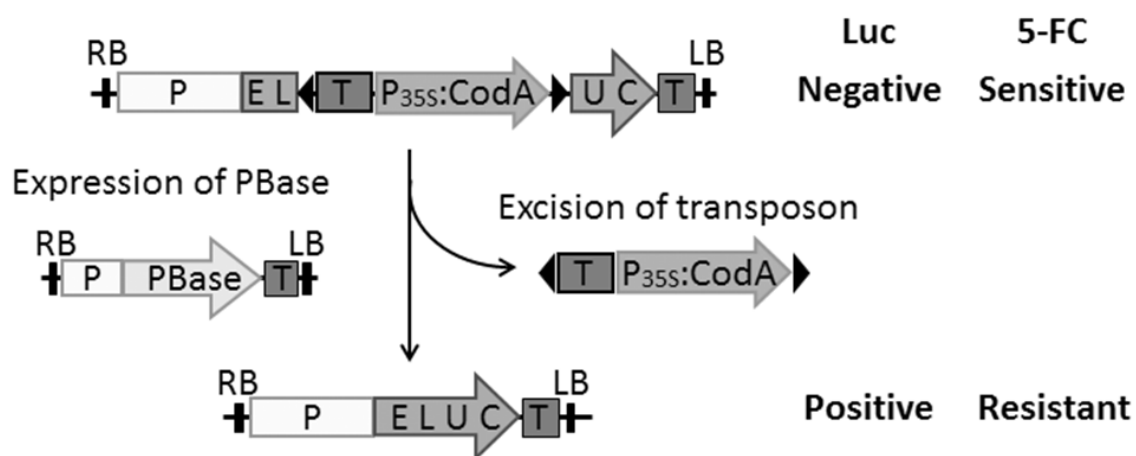 Luc 5-FC
RB LB
P E L T P35S:CodA U C T Negative Sensitive
Expression of PBase
Excision of transposon
RB LB
P PBase T T P35S:CodA
RB LB
P E L U C T Positive Resistant